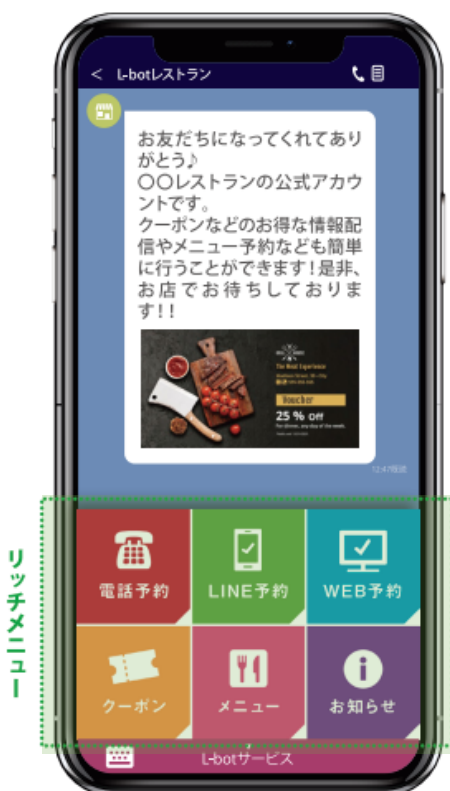 < L-botレストラン
お友だちになってくれてあり
がとう♪
〇〇レストランの公式アカウ
ントです。
クーポンなどのお得な情報配
信やメニュー予約なども簡単
に行うことができます！是非、
お店でお待ちしておりま
す！！
Voucher
25 % Off
12:47
リッチメニュー
電話予約
LINE予約
WEB予約
クーポン
メニュー
お知らせ
L-botサービス